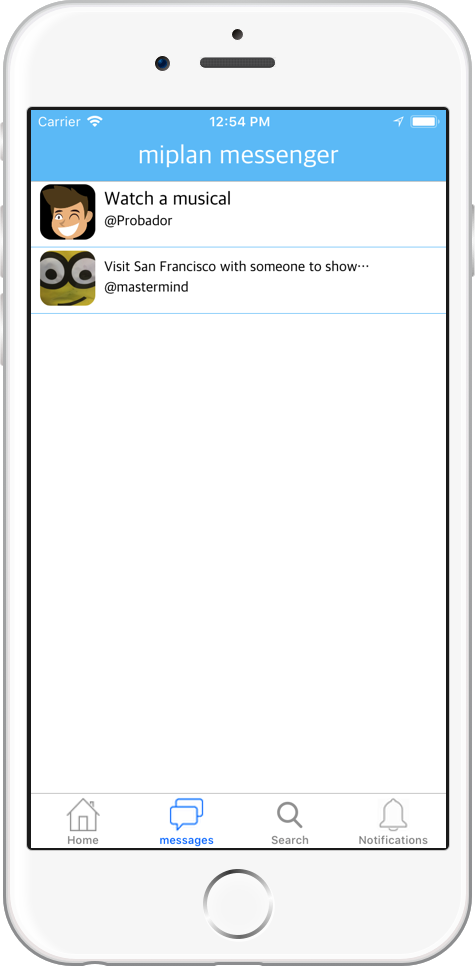 Carrier 12:54 PM
miplan messenger
Watch a musical
@Probador
Visit San Francisco with someone to show···
@mastermind
Home messages Search Notifications